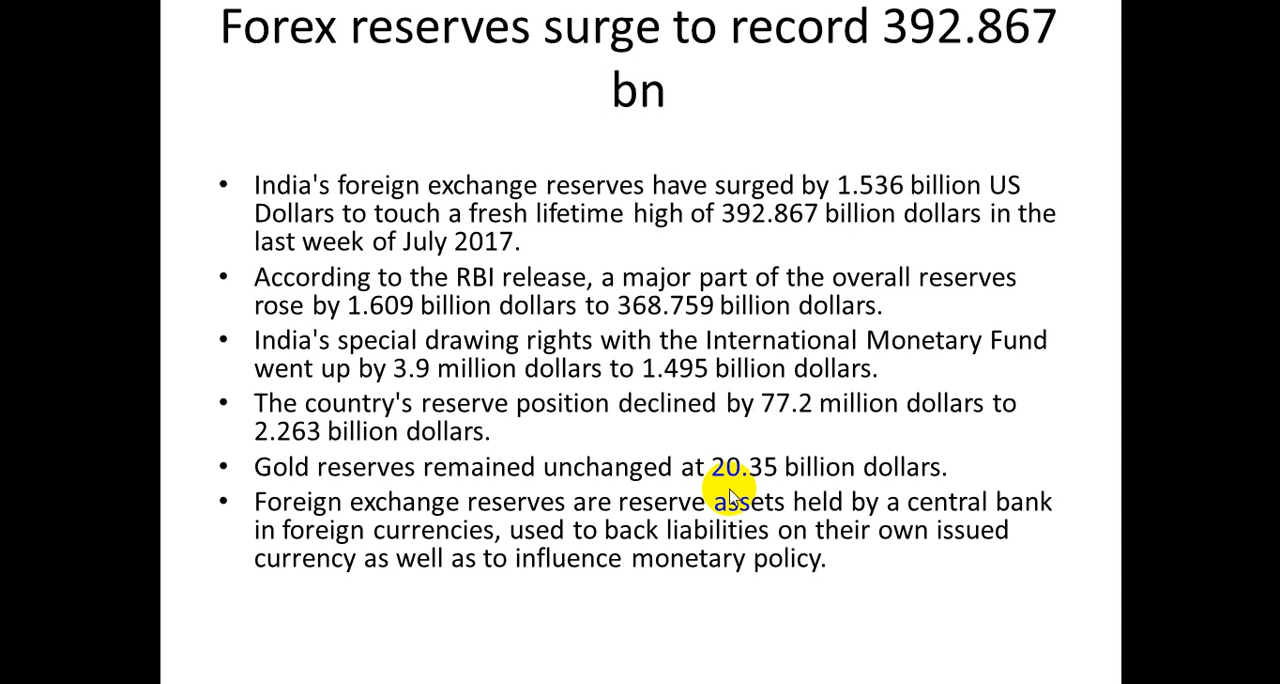 Forex reserves surge to record 392.867
bn
• India's foreign exchange reserves have surged by 1.536 billion US
Dollars to touch a fresh lifetime high of 392.867 billion dollars in the
last week of July 2017.
• According to the RBI release, a major part of the overall reserves
rose by 1.609 billion dollars to 368.759 billion dollars.
• India's special drawing rights with the International Monetary Fund
went up by 3.9 million dollars to 1.495 billion dollars.
• The country's reserve position declined by 77.2 million dollars to
2.263 billion dollars.
• Gold reserves remained unchanged at 20.35 billion dollars.
• Foreign exchange reserves are reserve assets held by a central bank
in foreign currencies, used to back liabilities on their own issued
currency as well as to influence monetary policy.